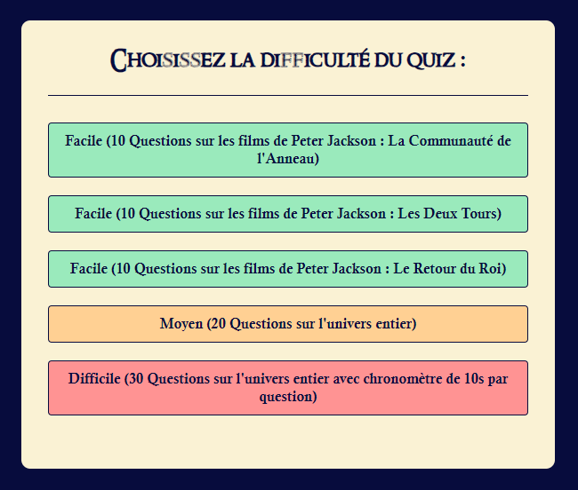 Choisissez la difficulté du quiz :
Facile (10 Questions sur les films de Peter Jackson : La Communauté de
l'Anneau)
Facile (10 Questions sur les films de Peter Jackson : Les Deux Tours)
Facile (10 Questions sur les films de Peter Jackson : Le Retour du Roi)
Moyen (20 Questions sur l'univers entier)
Difficile (30 Questions sur l'univers entier avec chronomètre de 10s par
question)